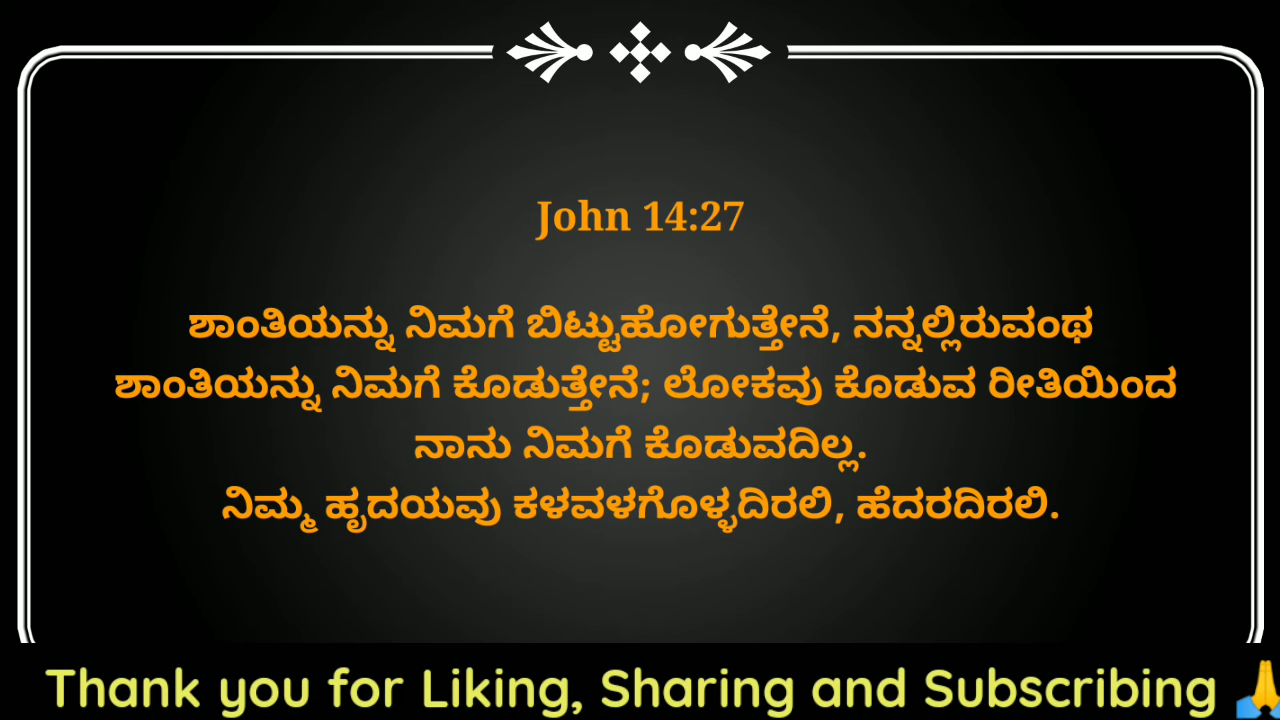 John 14:27
ಶಾಂತಿಯನ್ನು ನಿಮಗೆ ಬಿಟ್ಟುಹೋಗುತ್ತೇನೆ, ನನ್ನಲ್ಲಿರುವಂಥ
ಶಾಂತಿಯನ್ನು ನಿಮಗೆ ಕೊಡುತ್ತೇನೆ; ಲೋಕವು ಕೊಡುವ ರೀತಿಯಿಂದ
ನಾನು ನಿಮಗೆ ಕೊಡುವದಿಲ್ಲ.
ನಿಮ್ಮ ಹೃದಯವು ಕಳವಳಗೊಳ್ಳದಿರಲಿ, ಹೆದರದಿರಲಿ.
Thank you for Liking, Sharing and Subscribing 🙏